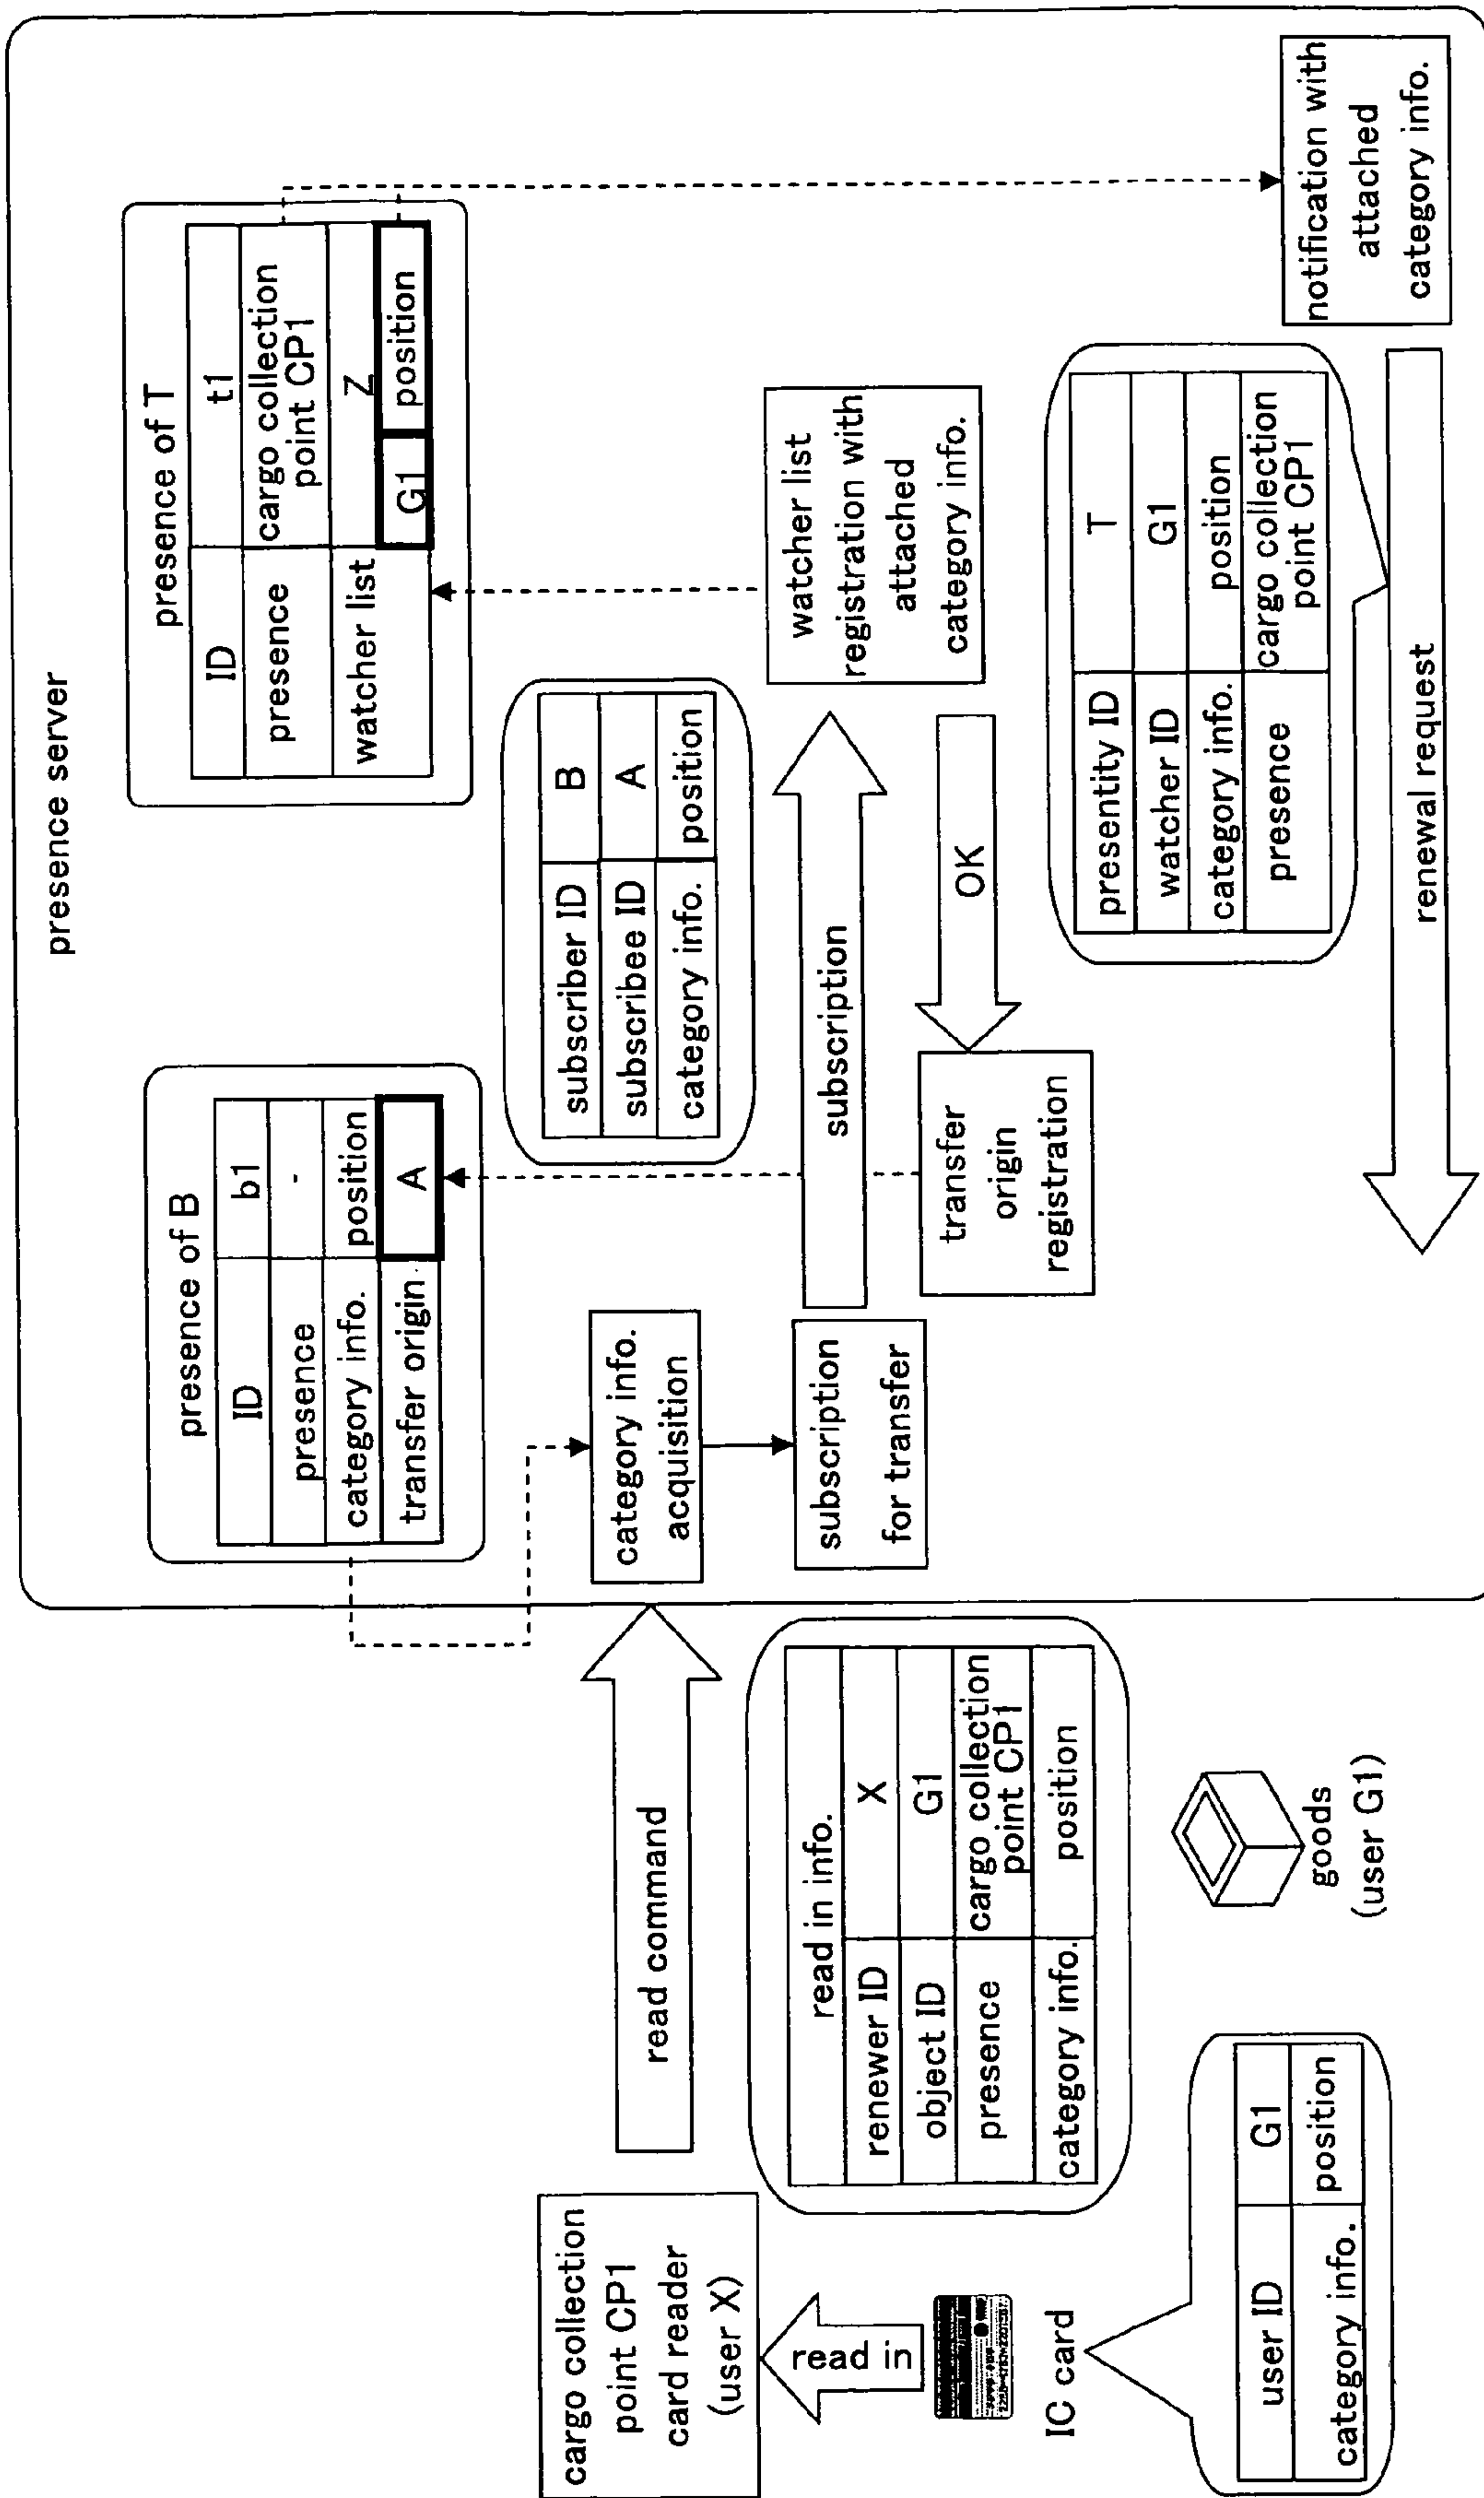 presence server
presence of B
ID b1
presence -
category info. position
transfer origin A
presence of T
ID t1
presence cargo collection
point CP1
watcher list Z
G1 position
category info.
acquisition
subscription
for transfer
subscriber ID B
subscribee ID A
category info. position
subscription
watcher list
registration with
attached
category info.
OK
transfer
origin
registration
presentity ID T
watcher ID G1
category info. position
presence cargo collection
point CP1
renewal request
notification with
attached
category info.
cargo collection
point CP1
card reader
(user X)
read in
IC card
user ID G1
category info. position
read command
read in info.
renewer ID X
object ID G1
presence cargo collection
point CP1
category info. position
goods
(user G1)